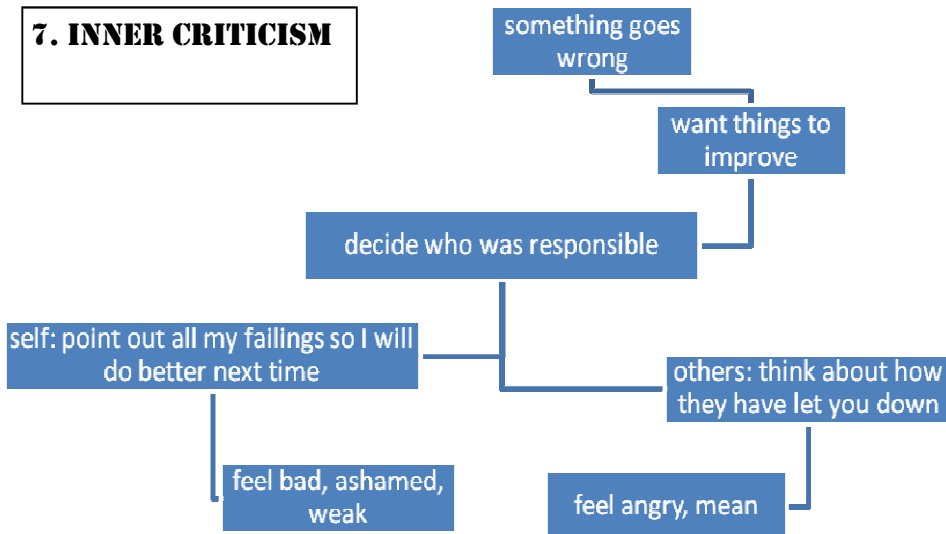 7. INNER CRITICISM
something goes
wrong
want things to
improve
decide who was responsible
self: point out all my failings so I will
do better next time
others: think about how
they have let you down
feel bad, ashamed,
weak
feel angry, mean